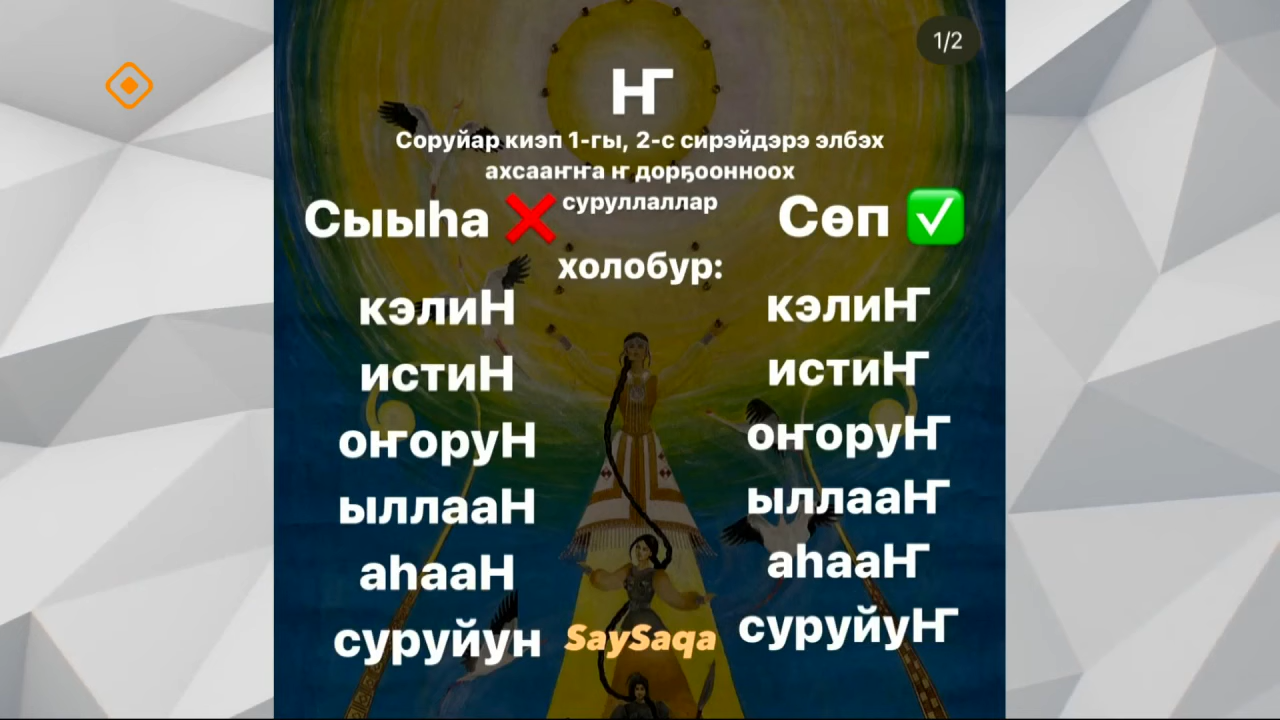 1/2
Ҥ
Соруйар киэп 1-гы, 2-с сирэйдэрэ элбэх
ахсааҥҥа ҥ дорҕоонноох
суруллаллар
Сыыһа ❌ Сөп ✅
холобур:
кэлиН кэлиҤ
истиН истиҤ
оҥоруН оҥоруҤ
ыллааН ыллааҤ
аһааН аһааҤ
суруйун суруйуҤ
SaySaqa